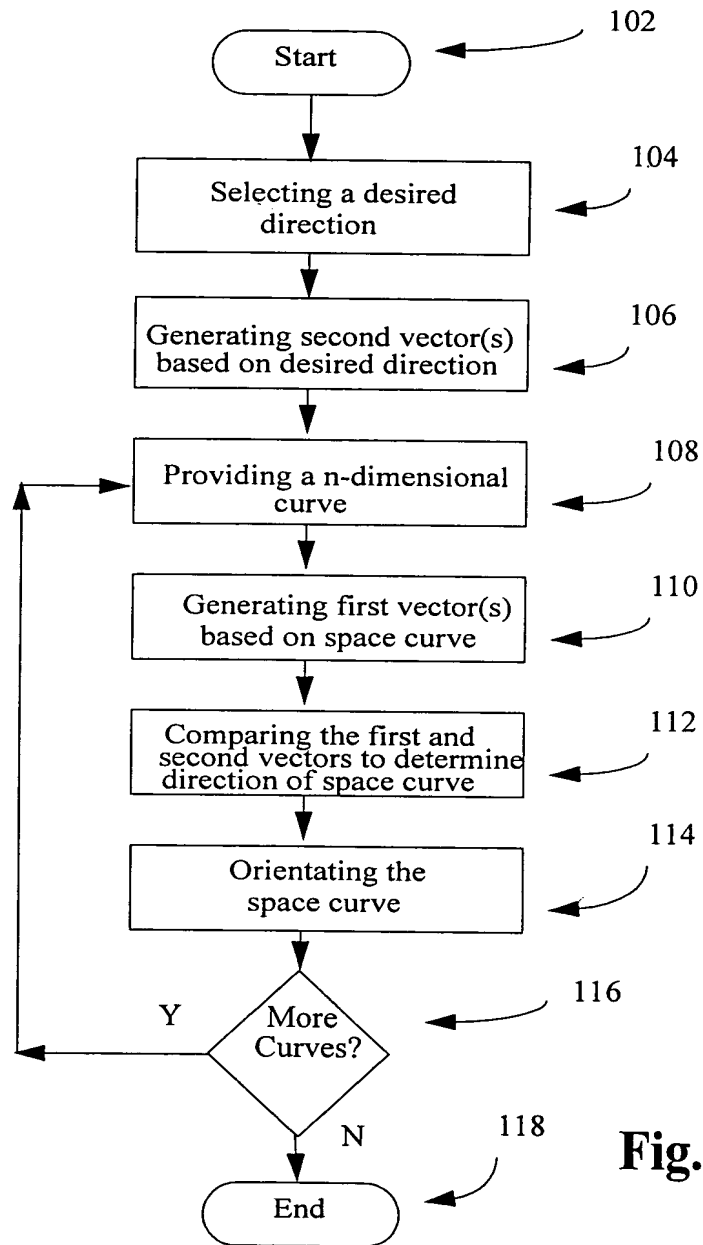 102
Start
104
Selecting a desired
direction
106
Generating second vector(s)
based on desired direction
108
Providing a n-dimensional
curve
110
Generating first vector(s)
based on space curve
112
Comparing the first and
second vectors to determine
direction of space curve
114
Orientating the
space curve
116
Y
More
Curves?
N
118
Fig.
End